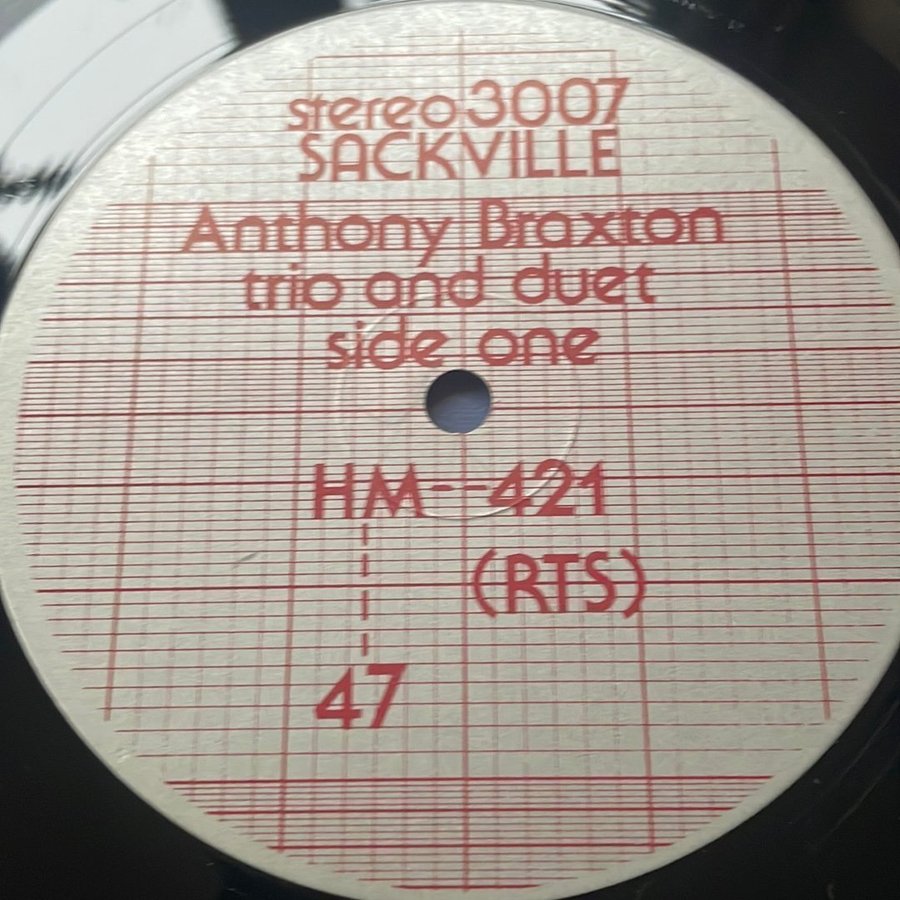 stereo 3007
SACKVILLE
Anthony Braxton
trio and duet
side one
HM--421
(RTS)
47